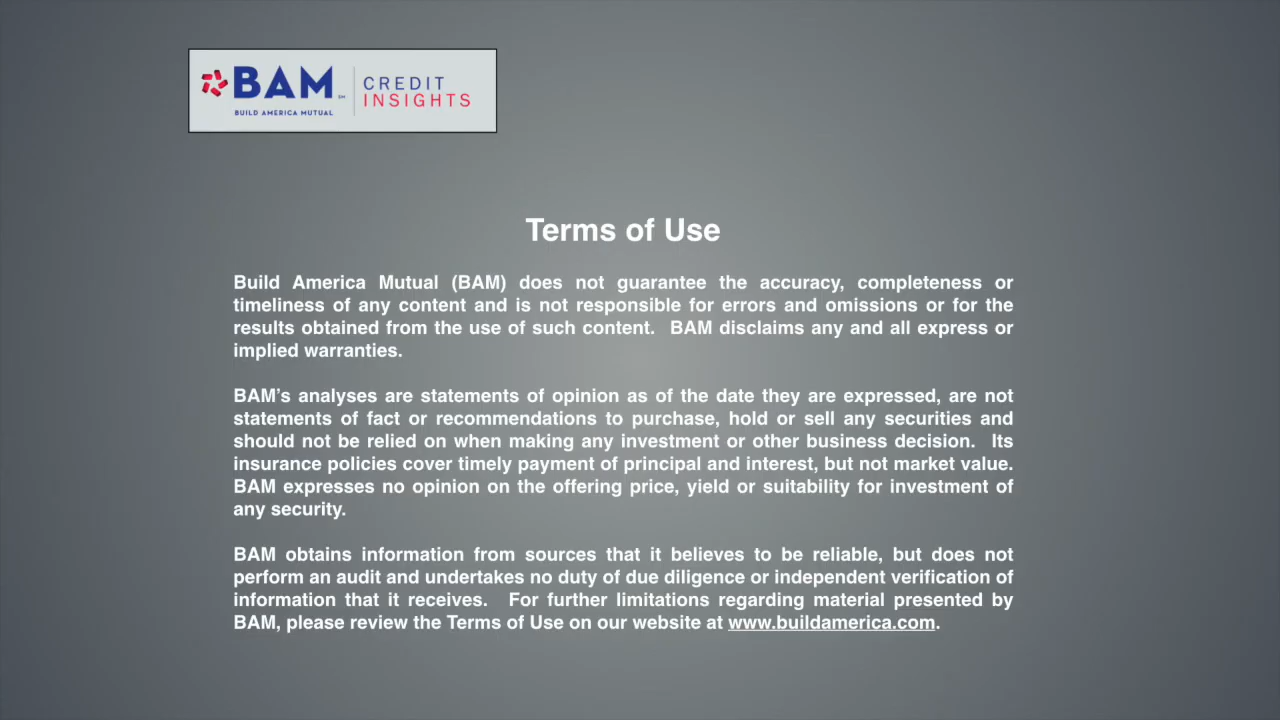 BAM SM
BUILD AMERICA MUTUAL
CREDIT
INSIGHTS
Terms of Use
Build America Mutual (BAM) does not guarantee the accuracy, completeness or
timeliness of any content and is not responsible for errors and omissions or for the
results obtained from the use of such content. BAM disclaims any and all express or
implied warranties.
BAM’s analyses are statements of opinion as of the date they are expressed, are not
statements of fact or recommendations to purchase, hold or sell any securities and
should not be relied on when making any investment or other business decision. Its
insurance policies cover timely payment of principal and interest, but not market value.
BAM expresses no opinion on the offering price, yield or suitability for investment of
any security.
BAM obtains information from sources that it believes to be reliable, but does not
perform an audit and undertakes no duty of due diligence or independent verification of
information that it receives. For further limitations regarding material presented by
BAM, please review the Terms of Use on our website at www.buildamerica.com.